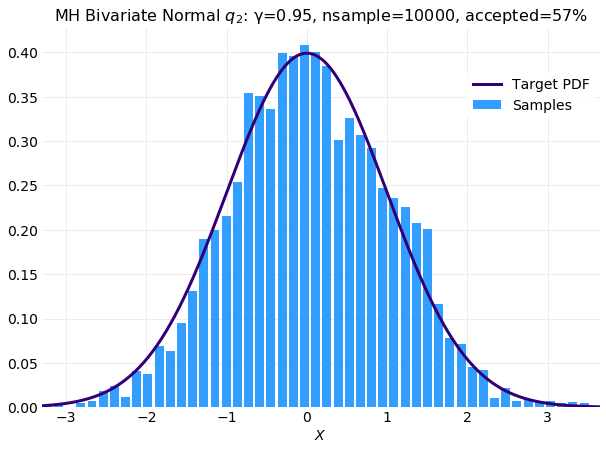 MH Bivariate Normal q₂: γ=0.95, nsample=10000, accepted=57%
0.40
0.35
0.30
0.25
0.20
0.15
0.10
0.05
0.00
Target PDF
Samples
−3 −2 −1 0 1 2 3
X